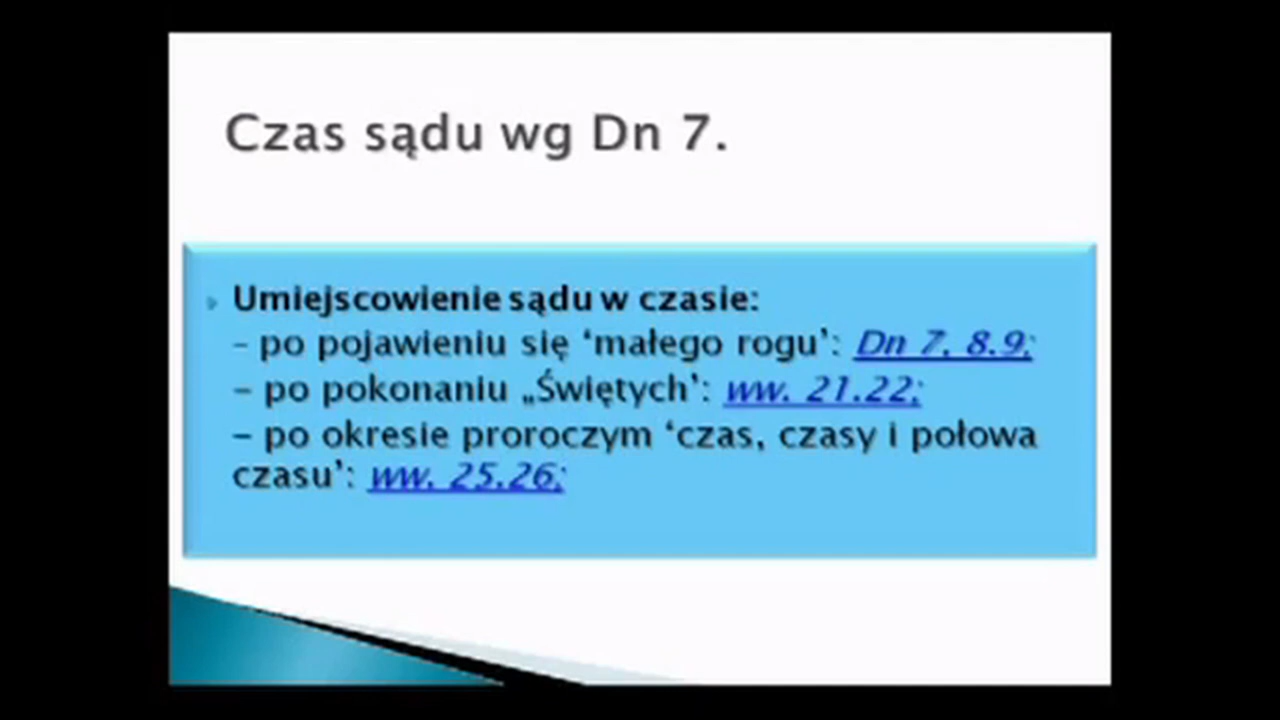 Czas sądu wg Dn 7.
Umiejscowienie sądu w czasie:
– po pojawieniu się ‘małego rogu’: Dn 7, 8.9;
– po pokonaniu „Świętych’: ww. 21.22;
– po okresie proroczym ‘czas, czasy i połowa
czasu’: ww. 25.26;